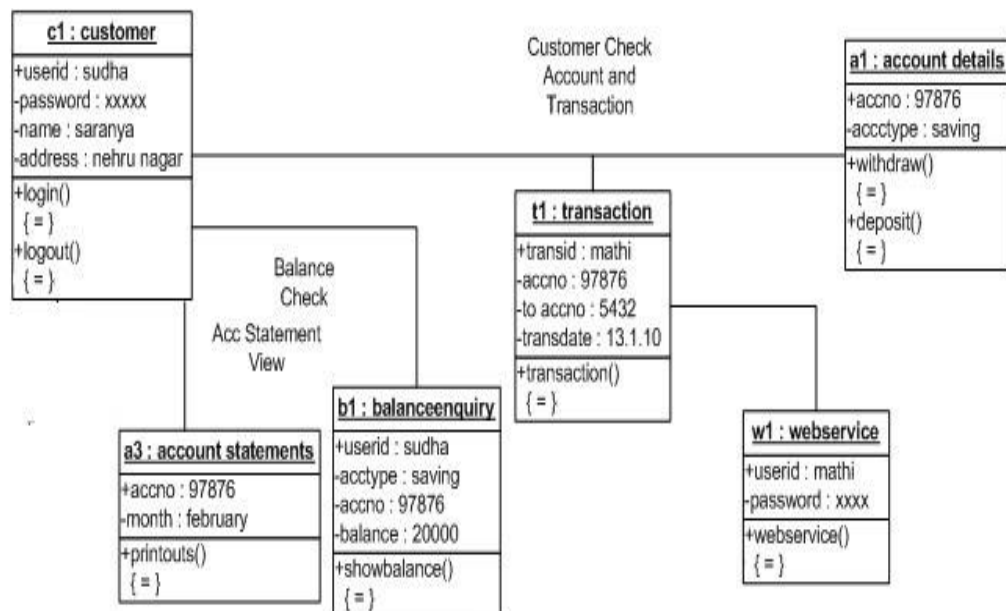 c1 : customer
+userid : sudha
-password : xxxxx
-name : saranya
-address : nehru nagar
+login()
{ = }
+logout()
{ = }
Customer Check
Account and
Transaction
a1 : account details
+accno : 97876
-accctype : saving
+withdraw()
{ = }
+deposit()
{ = }
t1 : transaction
+transid : mathi
-accno : 97876
-to accno : 5432
-transdate : 13.1.10
+transaction()
{ = }
Balance
Check
Acc Statement
View
b1 : balanceenquiry
+userid : sudha
-acctype : saving
-accno : 97876
-balance : 20000
+showbalance()
{ = }
a3 : account statements
+accno : 97876
-month : february
+printouts()
{ = }
w1 : webservice
+userid : mathi
-password : xxxx
+webservice()
{ = }